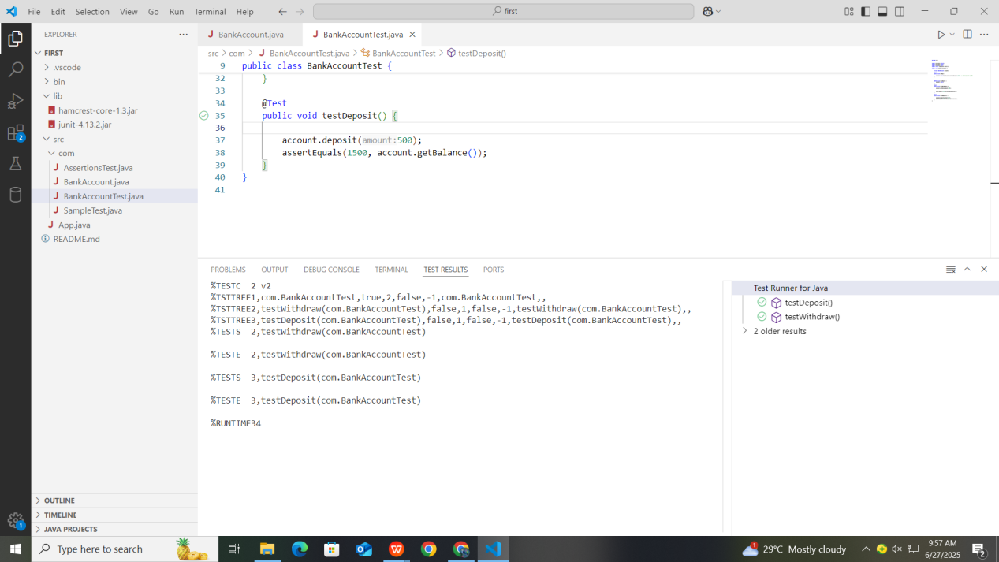 File Edit Selection View Go Run Terminal Help first
EXPLORER
FIRST
.vscode
bin
lib
hamcrest-core-1.3.jar
junit-4.13.2.jar
src
com
AssertionsTest.java
BankAccount.java
BankAccountTest.java
SampleTest.java
App.java
README.md
OUTLINE
TIMELINE
JAVA PROJECTS
2
1
BankAccount.java BankAccountTest.java
src > com > BankAccountTest.java > BankAccountTest > testDeposit()
9 public class BankAccountTest {
32 }
33
34 @Test
35 public void testDeposit() {
36
37 account.deposit(amount:500);
38 assertEquals(1500, account.getBalance());
39 }
40 }
41
PROBLEMS OUTPUT DEBUG CONSOLE TERMINAL TEST RESULTS PORTS
%TESTC 2 v2
%TSTTREE1,com.BankAccountTest,true,2,false,-1,com.BankAccountTest,,
%TSTTREE2,testWithdraw(com.BankAccountTest),false,1,false,-1,testWithdraw(com.BankAccountTest),,
%TSTTREE3,testDeposit(com.BankAccountTest),false,1,false,-1,testDeposit(com.BankAccountTest),,
%TESTS 2,testWithdraw(com.BankAccountTest)
%TESTE 2,testWithdraw(com.BankAccountTest)
%TESTS 3,testDeposit(com.BankAccountTest)
%TESTE 3,testDeposit(com.BankAccountTest)
%RUNTIME34
Test Runner for Java
testDeposit()
testWithdraw()
2 older results
Type here to search
1
29°C Mostly cloudy
9:57 AM
6/27/2025
2